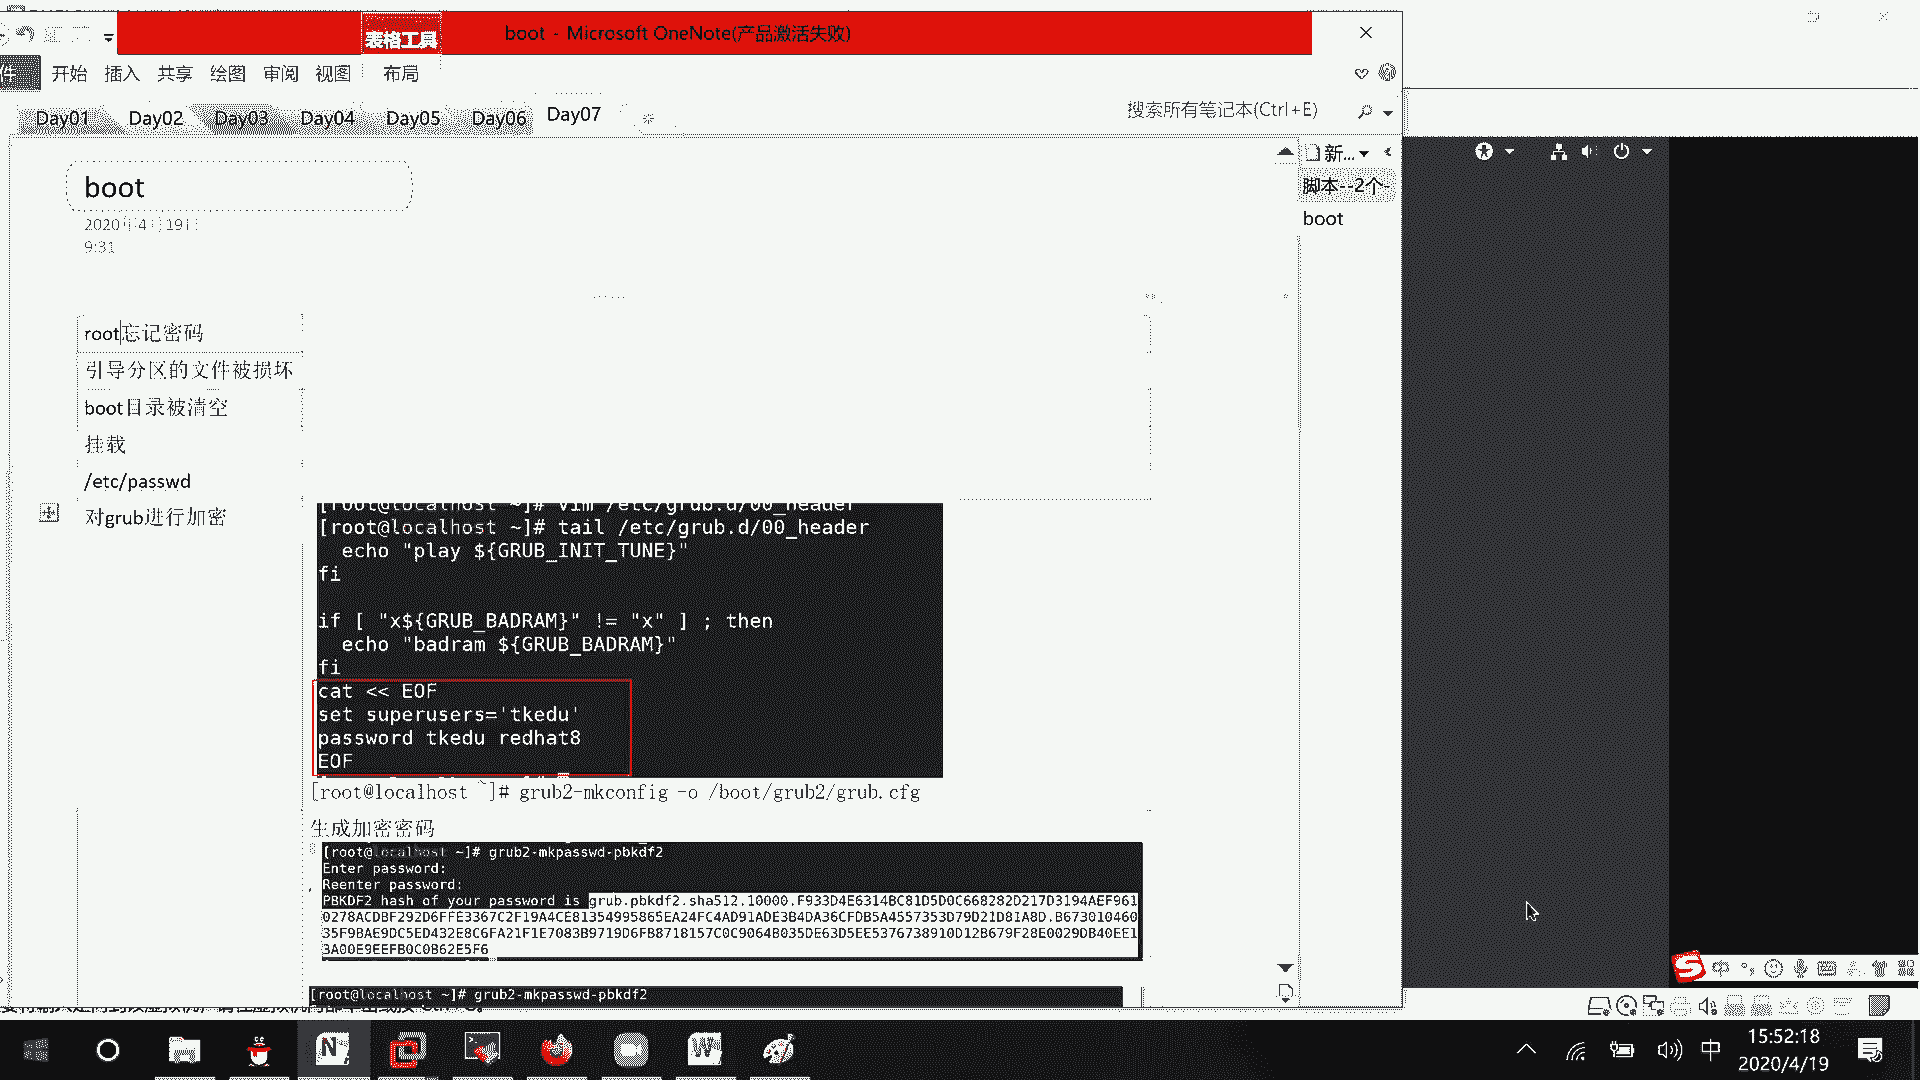 表格工具
boot - Microsoft OneNote(产品激活失败)
件
开始
插入
共享
绘图
审阅
视图
布局
Day01
Day02
Day03
Day04
Day05
Day06
Day07
搜索所有笔记本(Ctrl+E)
新...
脚本--2个-
boot
boot
2020年4月19日
9:31
root忘记密码
引导分区的文件被损坏
boot目录被清空
挂载
/etc/passwd
对grub进行加密
[root@localhost ~]# vim /etc/grub.d/00_header
[root@localhost ~]# tail /etc/grub.d/00_header
echo "play ${GRUB_INIT_TUNE}"
fi
if [ "x${GRUB_BADRAM}" != "x" ] ; then
echo "badram ${GRUB_BADRAM}"
fi
cat << EOF
set superusers='tkedu'
password tkedu redhat8
EOF
[root@localhost ~]# grub2-mkconfig -o /boot/grub2/grub.cfg
生成加密密码
[root@localhost ~]# grub2-mkpasswd-pbkdf2
Enter password:
Reenter password:
PBKDF2 hash of your password is grub.pbkdf2.sha512.10000.F933D4E6314BC81D5D0C668282D217D3194AEF961
0278ACDBF292D6FFE3367C2F19A4CE81354995865EA24FC4AD91ADE3B4DA36CFDB5A4557353D79D21D81A8D.B673010460
35F9BAE9DC5ED432E8C6FA21F1E7083B9719D6FB8718157C0C9064B035DE63D5EE5376738910D12B679F28E0029DB40EE1
3A00E9EEFB0C0B62E5F6
[root@localhost ~]# grub2-mkpasswd-pbkdf2
中
15:52:18
中
2020/4/19